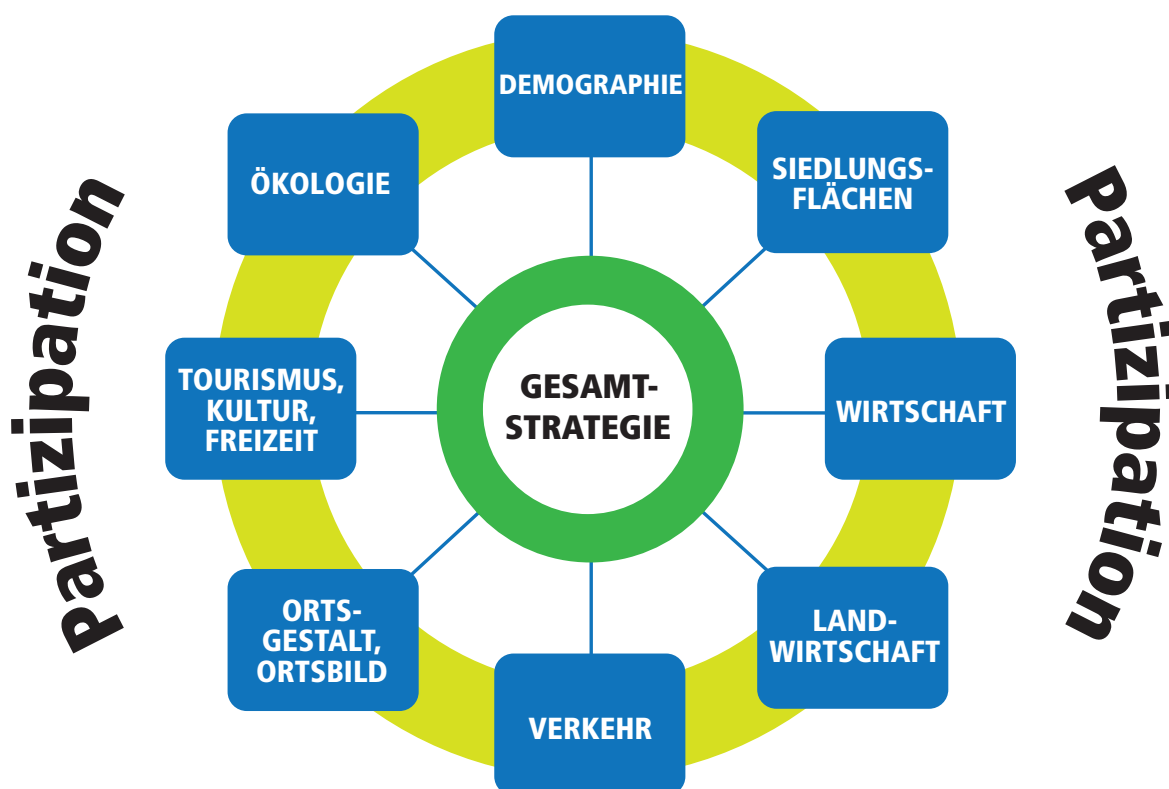 DEMOGRAPHIE
SIEDLUNGS-
FLÄCHEN
WIRTSCHAFT
LAND-
WIRTSCHAFT
VERKEHR
ORTS-
GESTALT,
ORTSBILD
TOURISMUS,
KULTUR,
FREIZEIT
ÖKOLOGIE
GESAMT-
STRATEGIE
Partizipation
Partizipation